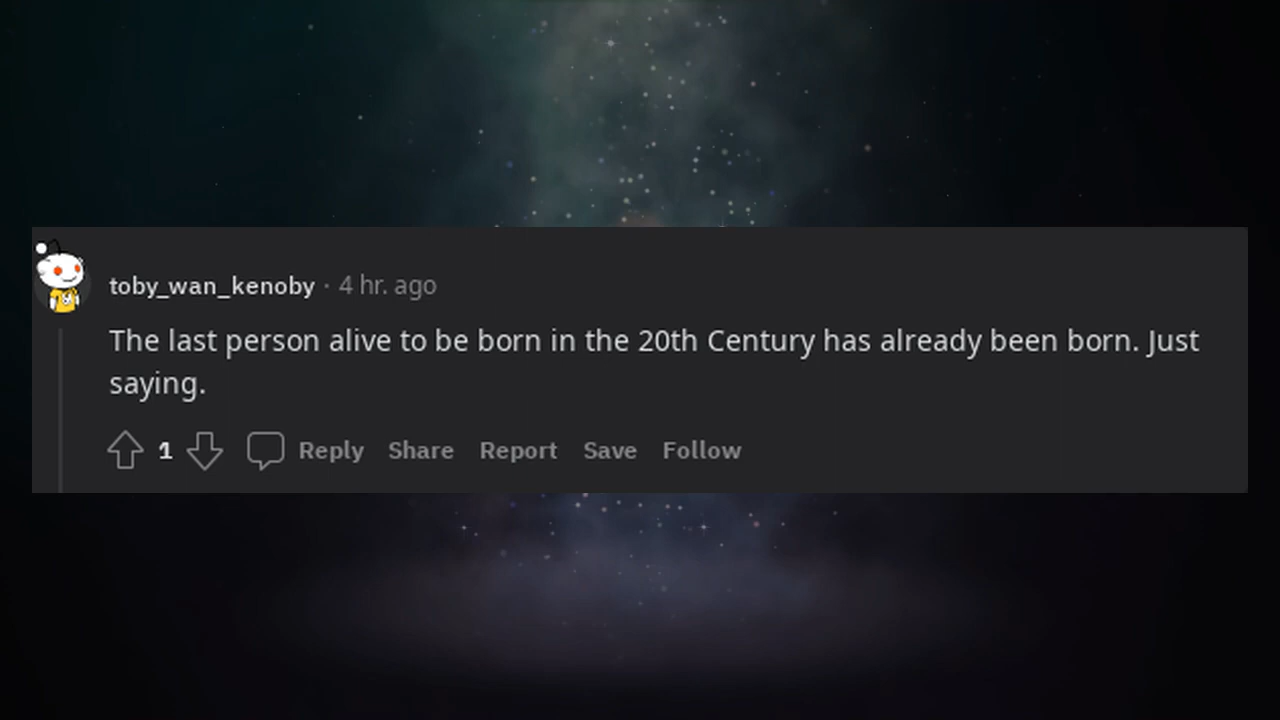 toby_wan_kenoby · 4 hr. ago
The last person alive to be born in the 20th Century has already been born. Just
saying.
1 Reply Share Report Save Follow